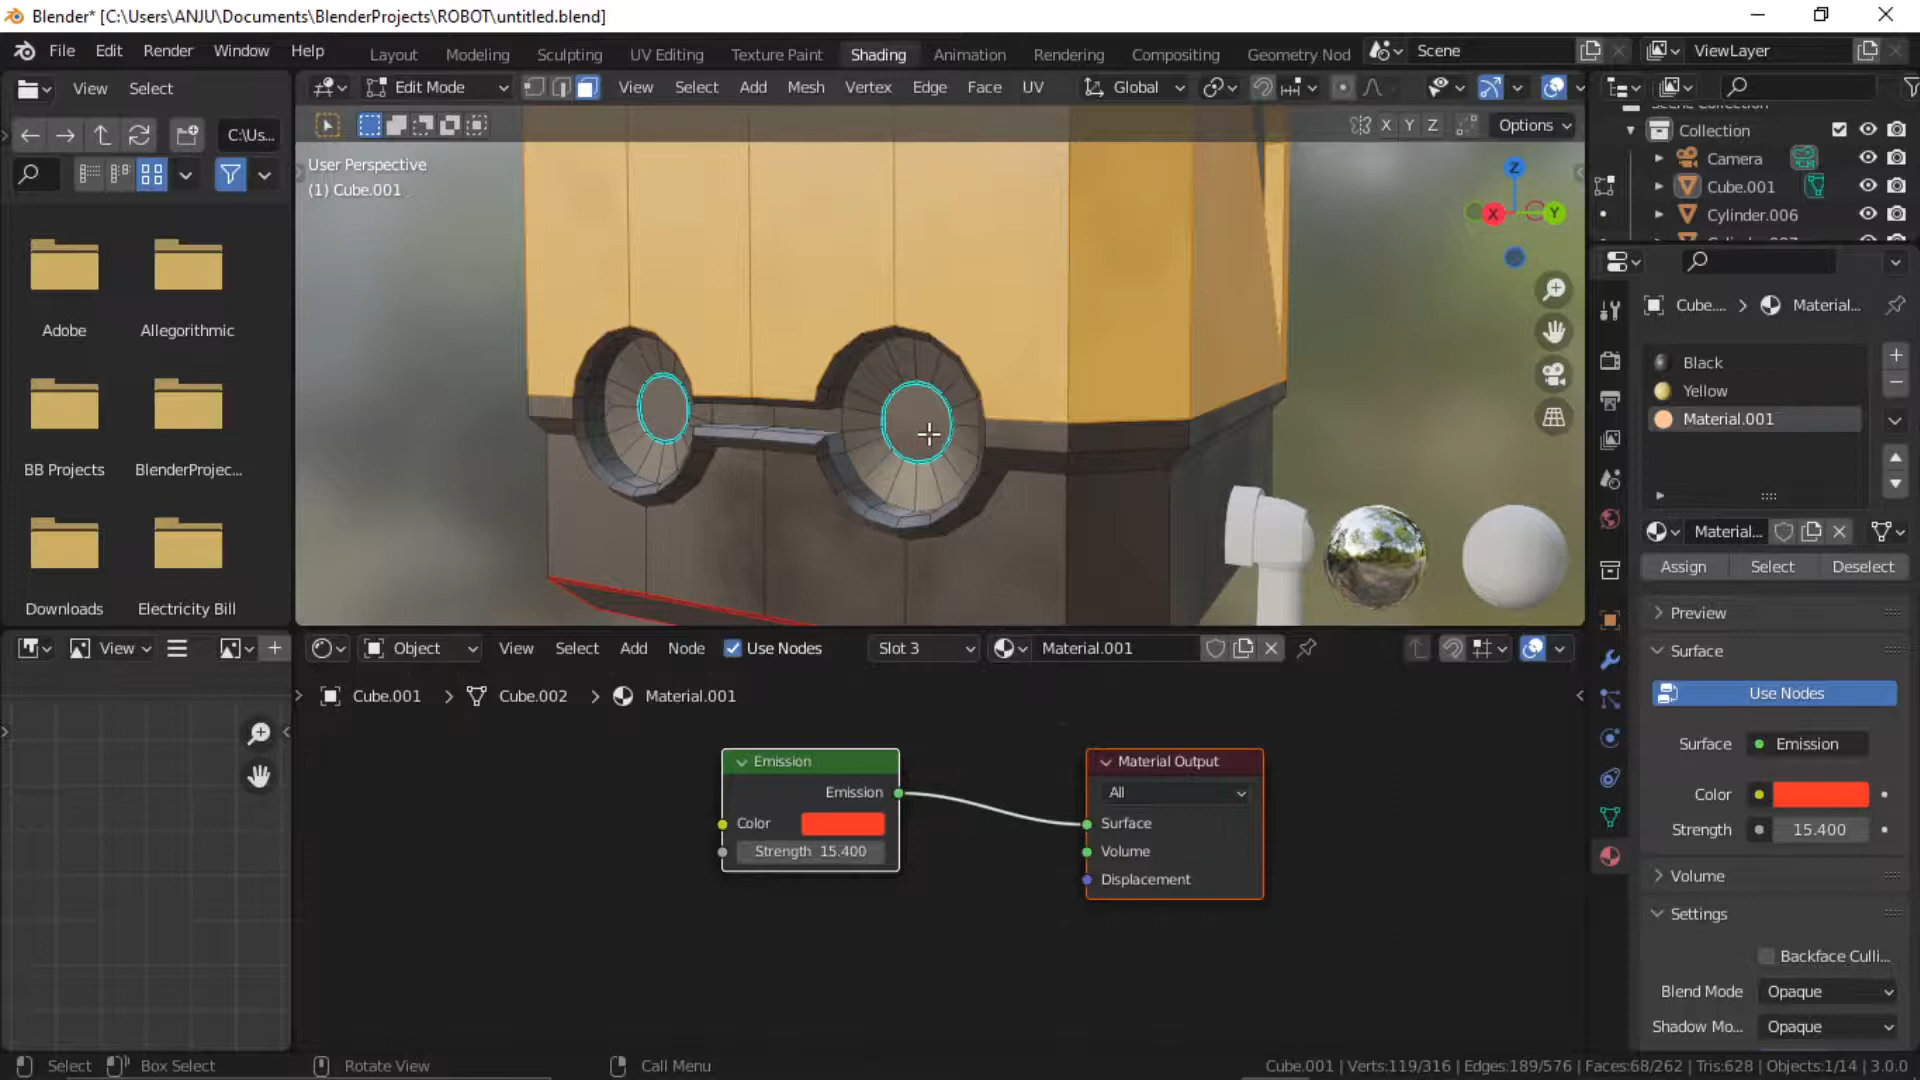 Blender* [C:\Users\ANJU\Documents\BlenderProjects\ROBOT\untitled.blend]
File Edit Render Window Help Layout Modeling Sculpting UV Editing Texture Paint Shading Animation Rendering Compositing Geometry Nod Scene ViewLayer
View Select Edit Mode View Select Add Mesh Vertex Edge Face UV Global
C:\Us... X Y Z Options
User Perspective
(1) Cube.001
Z
X Y
Collection
Camera
Cube.001
Cylinder.006
Adobe Allegorithmic
BB Projects BlenderProjec...
Downloads Electricity Bill
Cube.... Material...
Black
Yellow
Material.001
Material...
Assign Select Deselect
Preview
Surface
Use Nodes
Surface Emission
Color
Strength 15.400
Volume
Settings
Backface Culli...
Blend Mode Opaque
Shadow Mo... Opaque
View Object View Select Add Node Use Nodes Slot 3 Material.001
Cube.001 Cube.002 Material.001
Emission
Emission
Color
Strength 15.400
Material Output
All
Surface
Volume
Displacement
Select Box Select Rotate View Call Menu Cube.001 | Verts:119/316 | Edges:189/576 | Faces:68/262 | Tris:628 | Objects:1/14 | 3.0.0